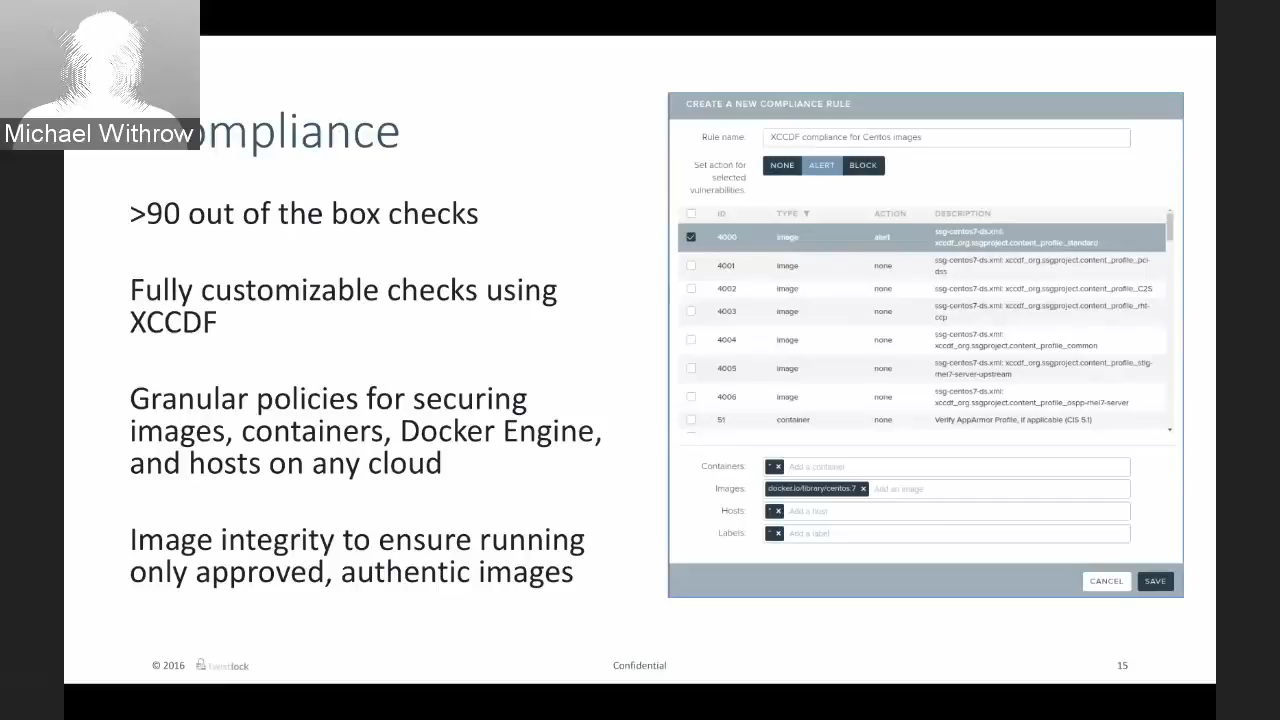 Michael Withrow
ompliance
>90 out of the box checks
Fully customizable checks using
XCCDF
Granular policies for securing
images, containers, Docker Engine,
and hosts on any cloud
Image integrity to ensure running
only approved, authentic images
CREATE A NEW COMPLIANCE RULE
Rule name: XCCDF compliance for Centos images
Set action for
selected
vulnerabilities.
NONE ALERT BLOCK
ID TYPE ACTION DESCRIPTION
4000 image alert ssg-centos7-ds.xml:
xccdf_org.ssgproject.content_profile_standard
4001 image none ssg-centos7-ds.xml: xccdf_org.ssgproject.content_profile_pci-
dss
4002 image none ssg-centos7-ds.xml: xccdf_org.ssgproject.content_profile_C2S
4003 image none ssg-centos7-ds.xml: xccdf_org.ssgproject.content_profile_rht-
ccp
4004 image none ssg-centos7-ds.xml:
xccdf_org.ssgproject.content_profile_common
4005 image none ssg-centos7-ds.xml: xccdf_org.ssgproject.content_profile_stig-
rhel7-server-upstream
4006 image none ssg-centos7-ds.xml:
xccdf_org.ssgproject.content_profile_ospp-rhel7-server
51 container none Verify AppArmor Profile, if applicable (CIS 5.1)
Containers: * × Add a container
Images: docker.io/library/centos:7 × Add an image
Hosts: * × Add a host
Labels: * × Add a label
CANCEL SAVE
© 2016 Twistlock Confidential 15